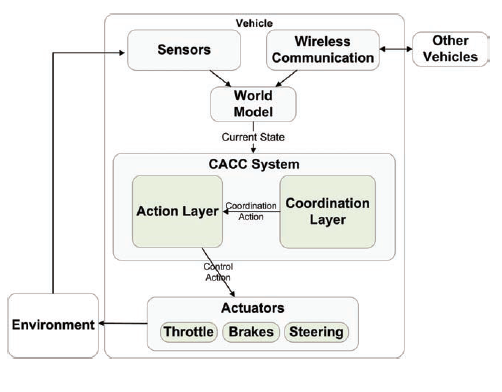 Vehicle
Sensors
Wireless
Communication
Other
Vehicles
World
Model
Current State
CACC System
Action Layer
Coordination
Action
Coordination
Layer
Control
Action
Actuators
Throttle
Brakes
Steering
Environment